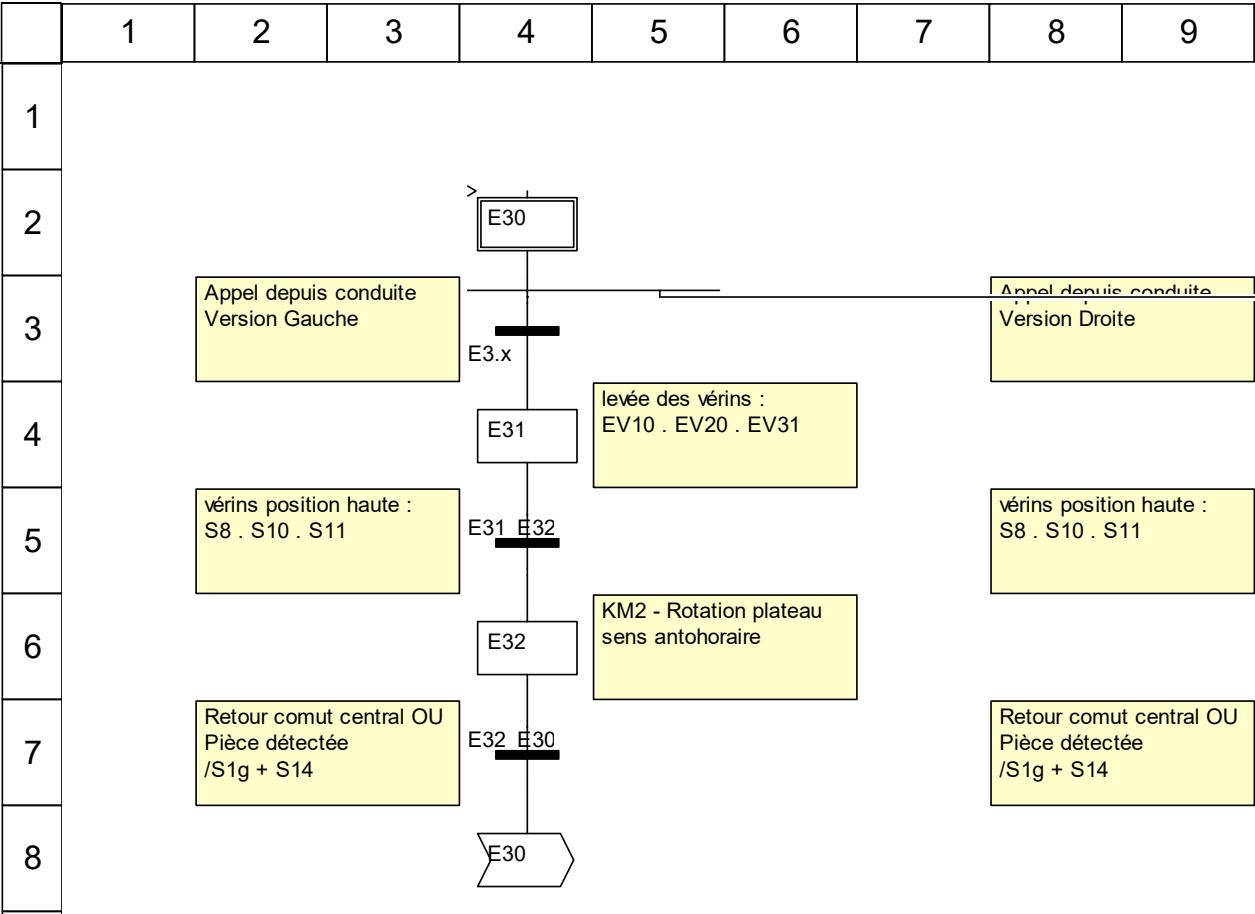 1 2 3 4 5 6 7 8 9
1
2
>
E30
3
Appel depuis conduite
Version Gauche
E3.x
Appel depuis conduite
Version Droite
4
E31
levée des vérins :
EV10 . EV20 . EV31
5
vérins position haute :
S8 . S10 . S11
E31 E32
vérins position haute :
S8 . S10 . S11
6
E32
KM2 - Rotation plateau
sens antohoraire
7
Retour comut central OU
Pièce détectée
/S1g + S14
E32 E30
Retour comut central OU
Pièce détectée
/S1g + S14
8
E30